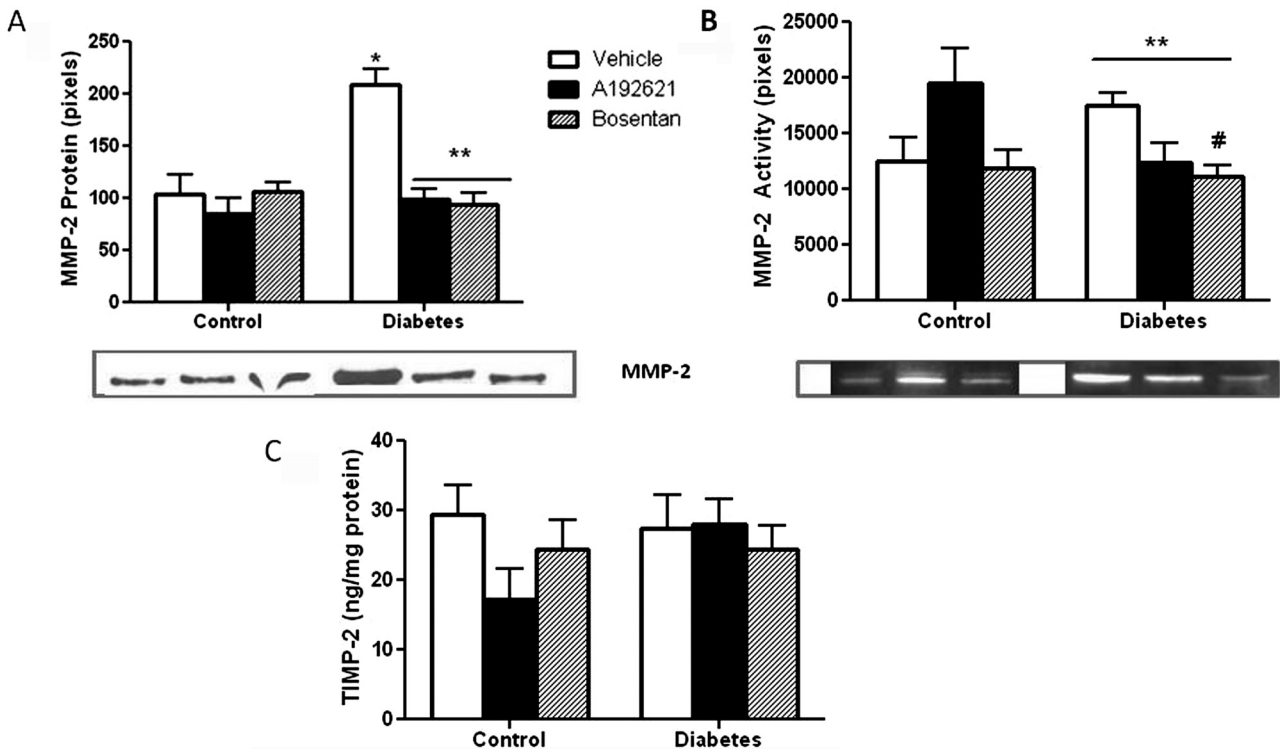 A
MMP-2 Protein (pixels)
250
200
150
100
50
0
*
**
Control
Diabetes
Vehicle
A192621
Bosentan
MMP-2
B
MMP-2 Activity (pixels)
25000
20000
15000
10000
5000
0
**
#
Control
Diabetes
C
TIMP-2 (ng/mg protein)
40
30
20
10
0
Control
Diabetes